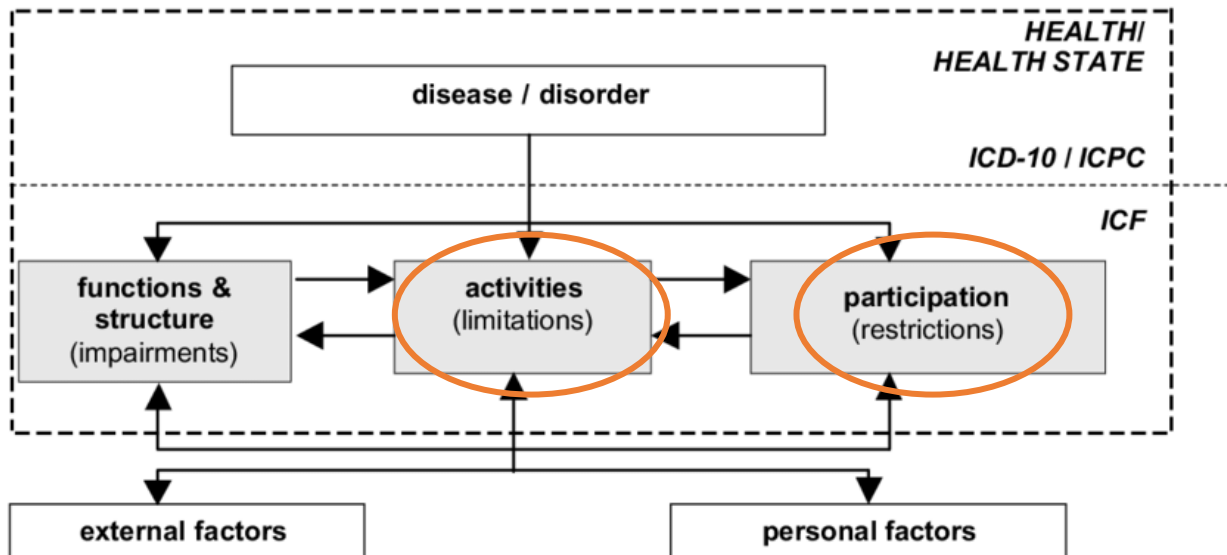 HEALTH/
HEALTH STATE
disease / disorder
ICD-10 / ICPC
ICF
functions &
structure
(impairments)
activities
(limitations)
participation
(restrictions)
external factors
personal factors